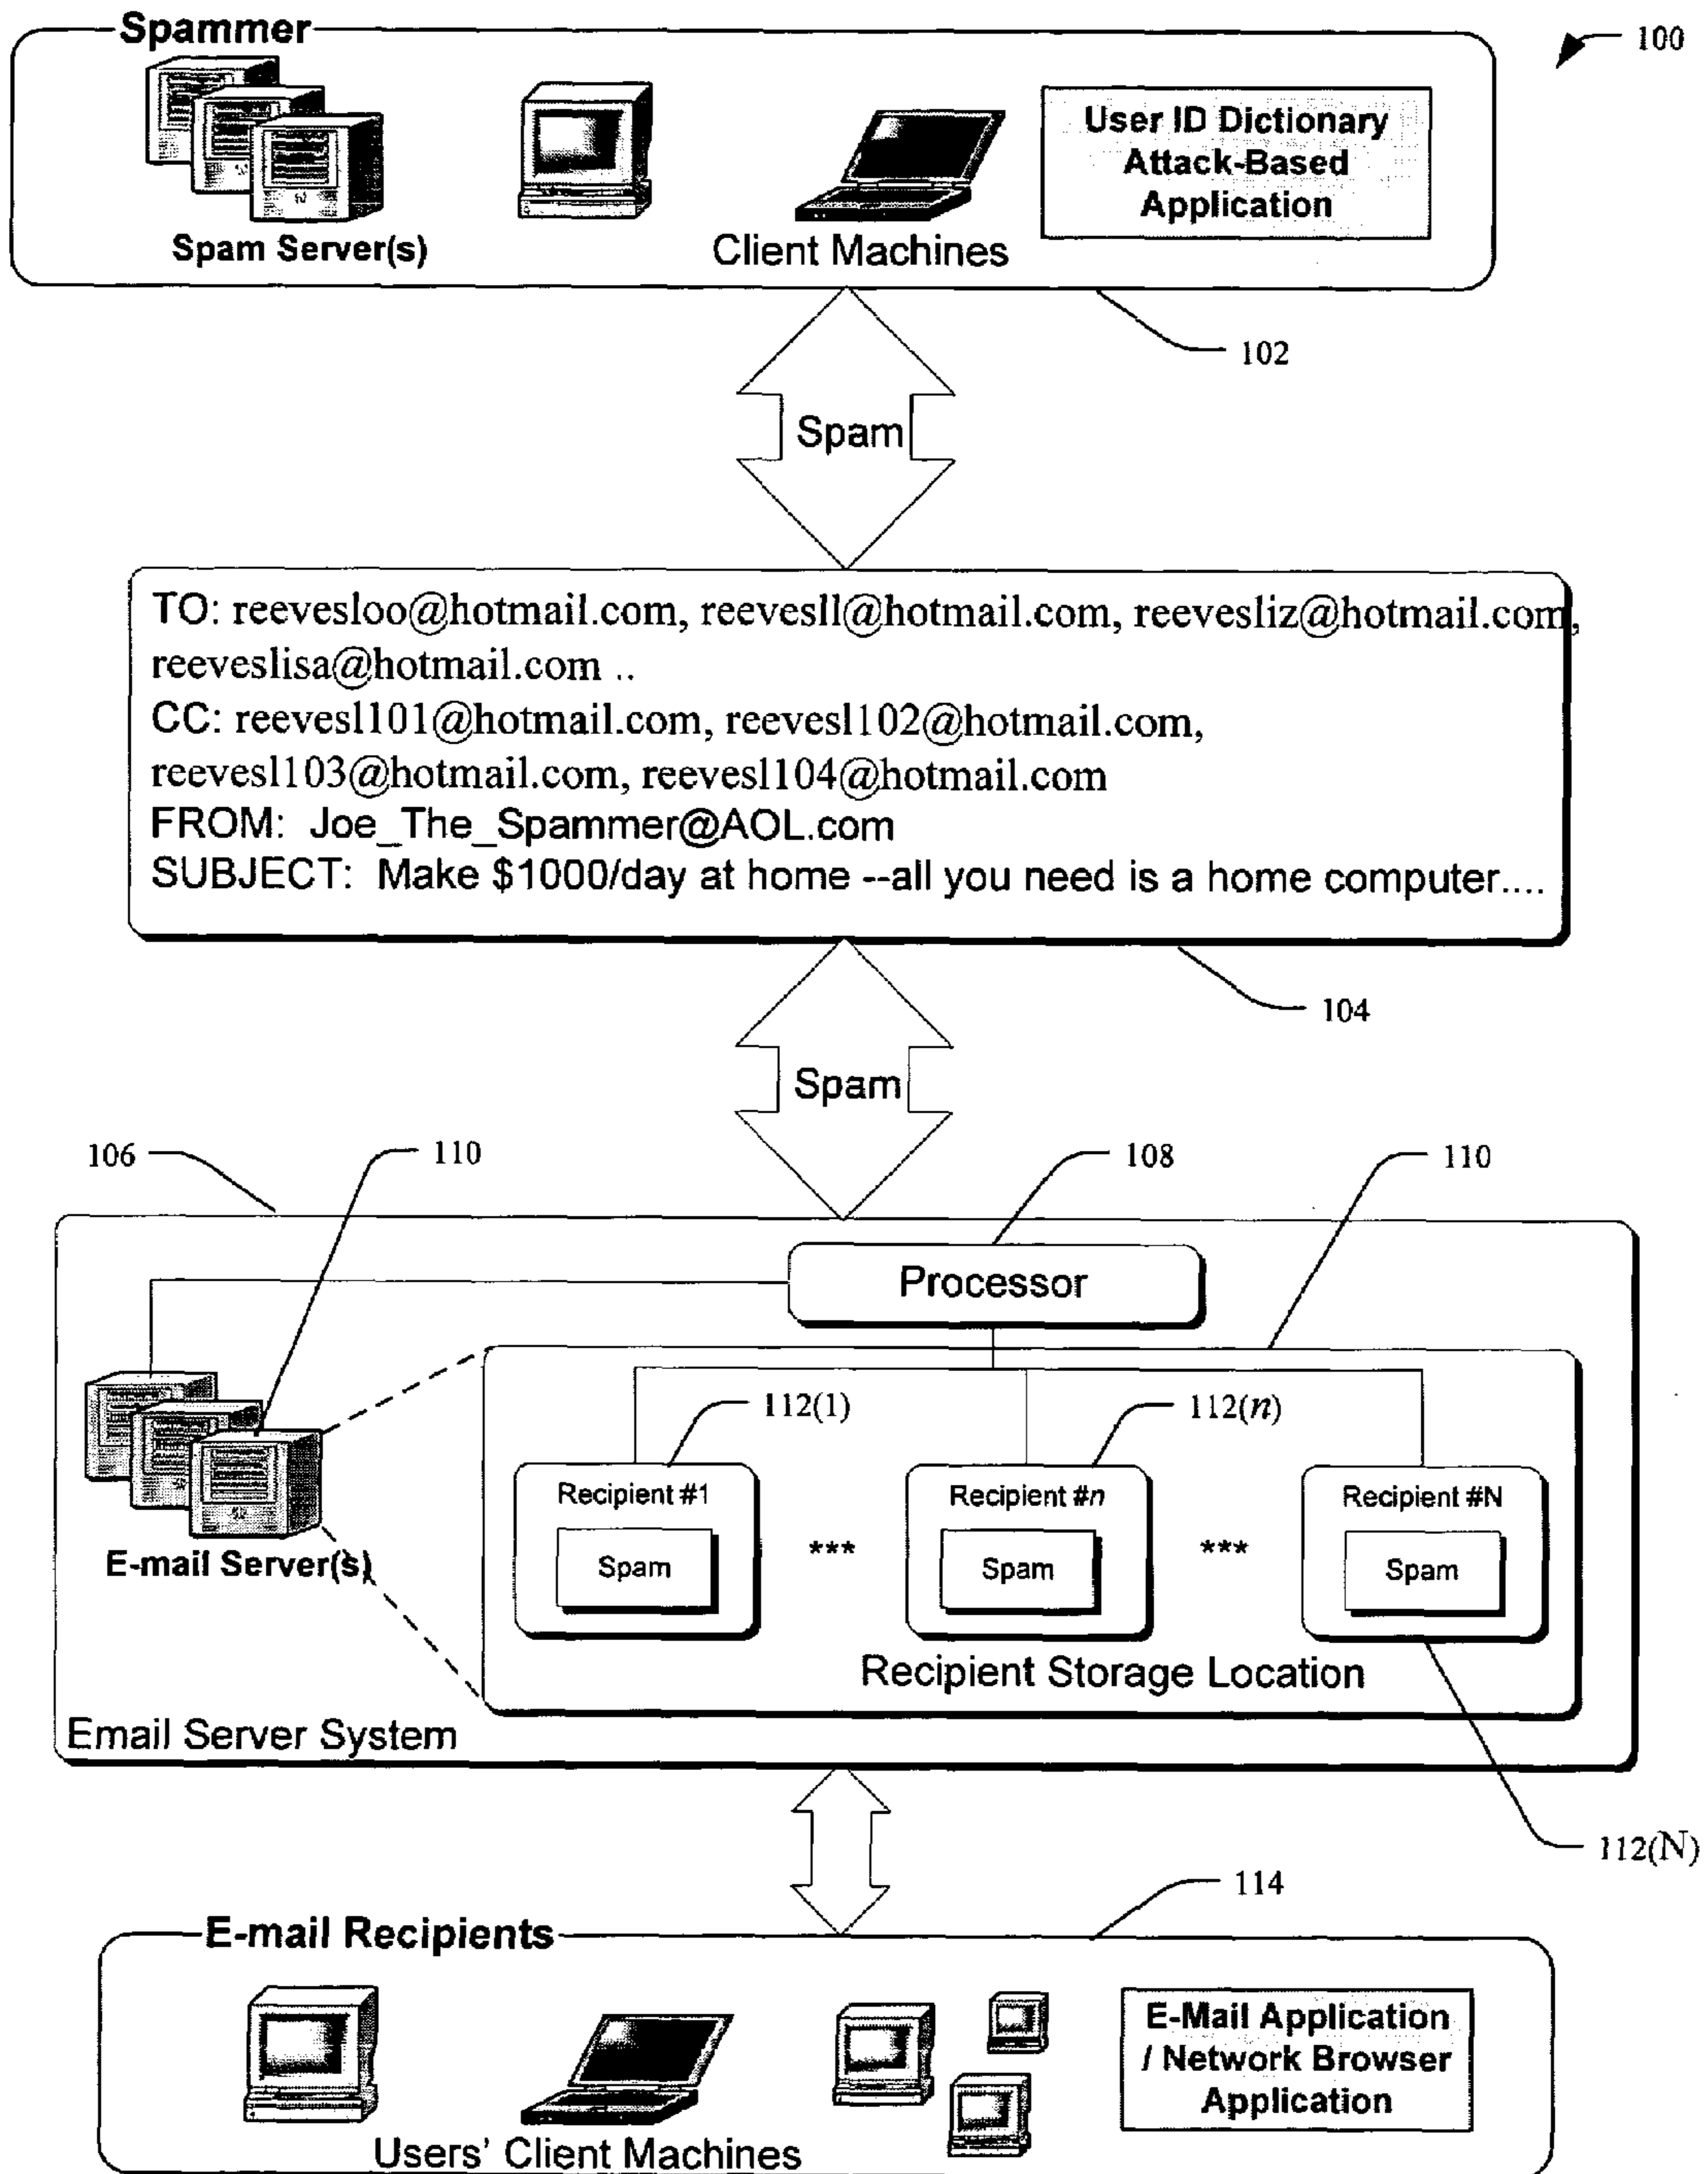 Spammer
100
User ID Dictionary
Attack-Based
Application
Spam Server(s)
Client Machines
102
Spam
TO: reevesloo@hotmail.com, reevesll@hotmail.com, reevesliz@hotmail.com,
reeveslisa@hotmail.com ..
CC: reevesl101@hotmail.com, reevesl102@hotmail.com,
reevesl103@hotmail.com, reevesl104@hotmail.com
FROM: Joe_The_Spammer@AOL.com
SUBJECT: Make $1000/day at home --all you need is a home computer....
104
Spam
106
110
108
110
Processor
112(1)
112(n)
Recipient #1
Recipient #n
Recipient #N
Spam
***
Spam
***
Spam
E-mail Server(s)
Recipient Storage Location
Email Server System
112(N)
114
E-mail Recipients
E-Mail Application
/ Network Browser
Application
Users' Client Machines